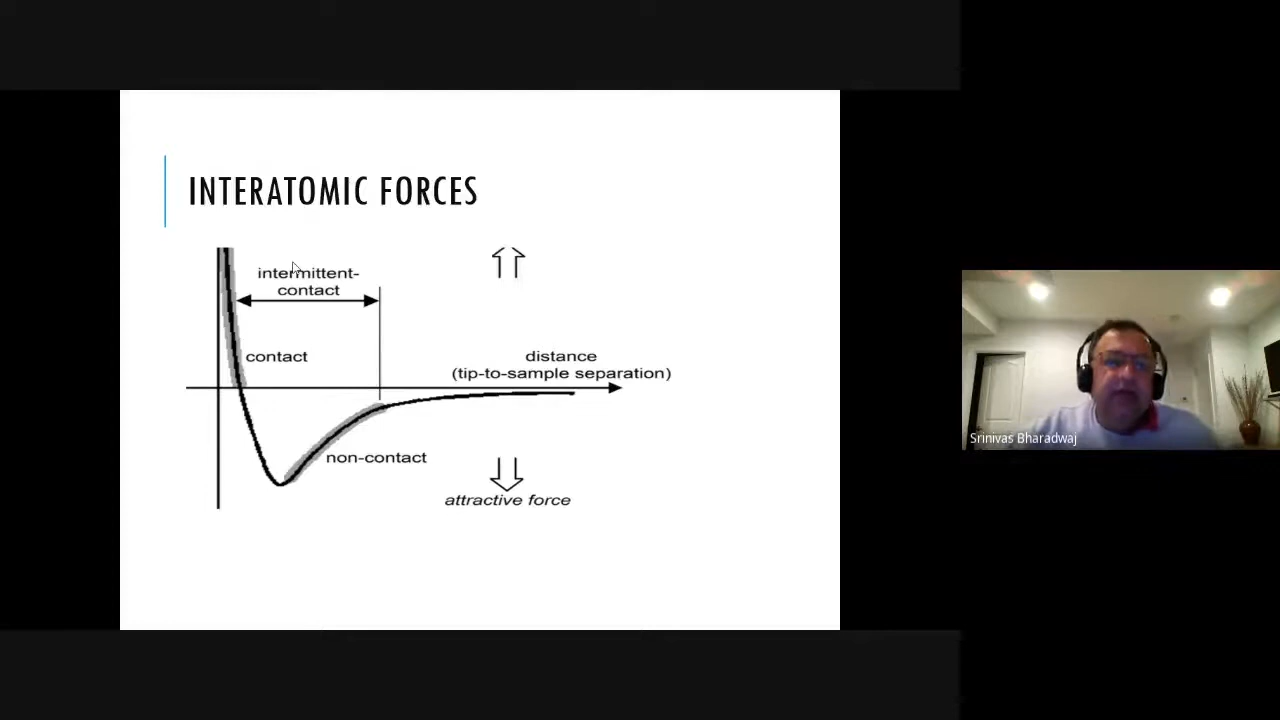 INTERATOMIC FORCES
intermittent-
contact
contact
distance
(tip-to-sample separation)
non-contact
attractive force
Srinivas Bharadwaj